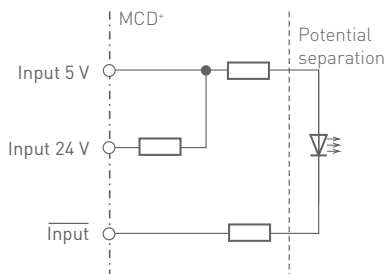 MCD+
Potential
separation
Input 5 V
Input 24 V
Input